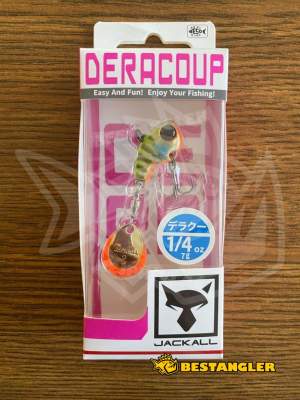 DERACOUP
Easy And Fun! Enjoy Your Fishing!
デラクー
1/4 oz
7g
JACKALL
BESTANGLER